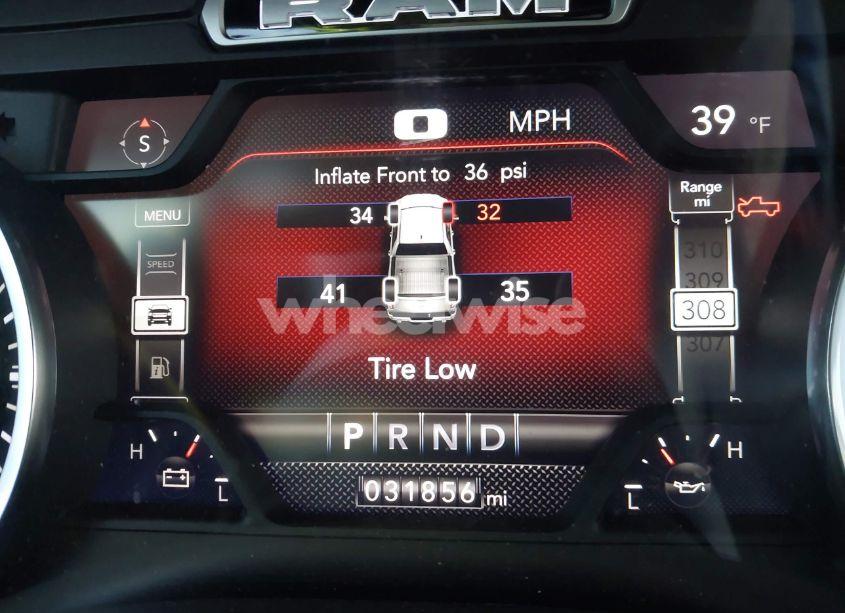 RAM
S
0 MPH
39 °F
Inflate Front to 36 psi
MENU
34 32
Range
mi
SPEED
310
309
41 35
308
307
wheelwise
Tire Low
P R N D
H L
031856 mi
L H